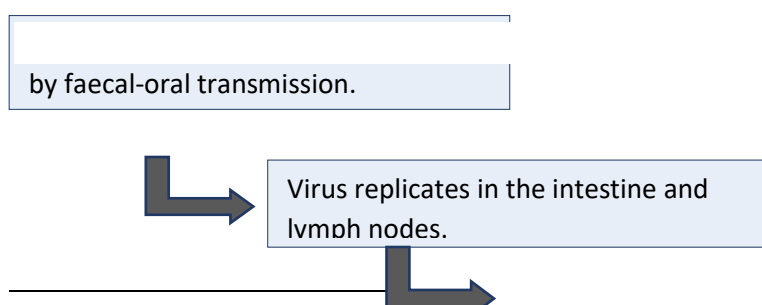 by faecal-oral transmission.
Virus replicates in the intestine and
lymph nodes.